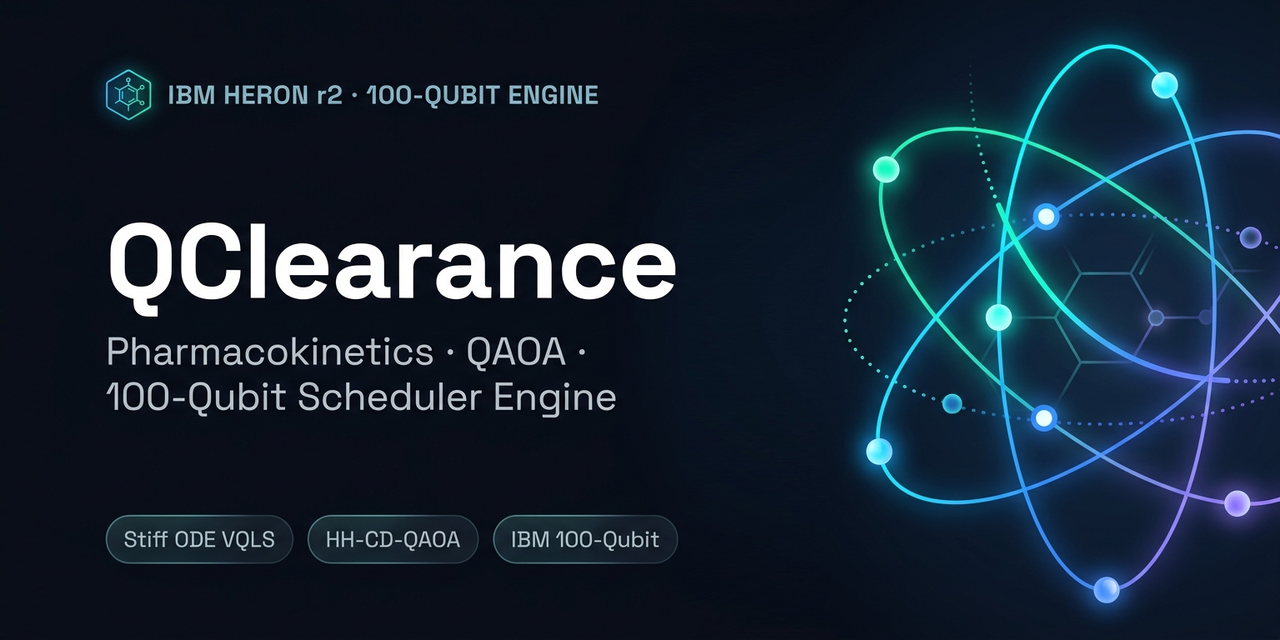 IBM HERON r2 · 100-QUBIT ENGINE
QClearance
Pharmacokinetics · QAOA ·
100-Qubit Scheduler Engine
Stiff ODE VQLS
HH-CD-QAOA
IBM 100-Qubit